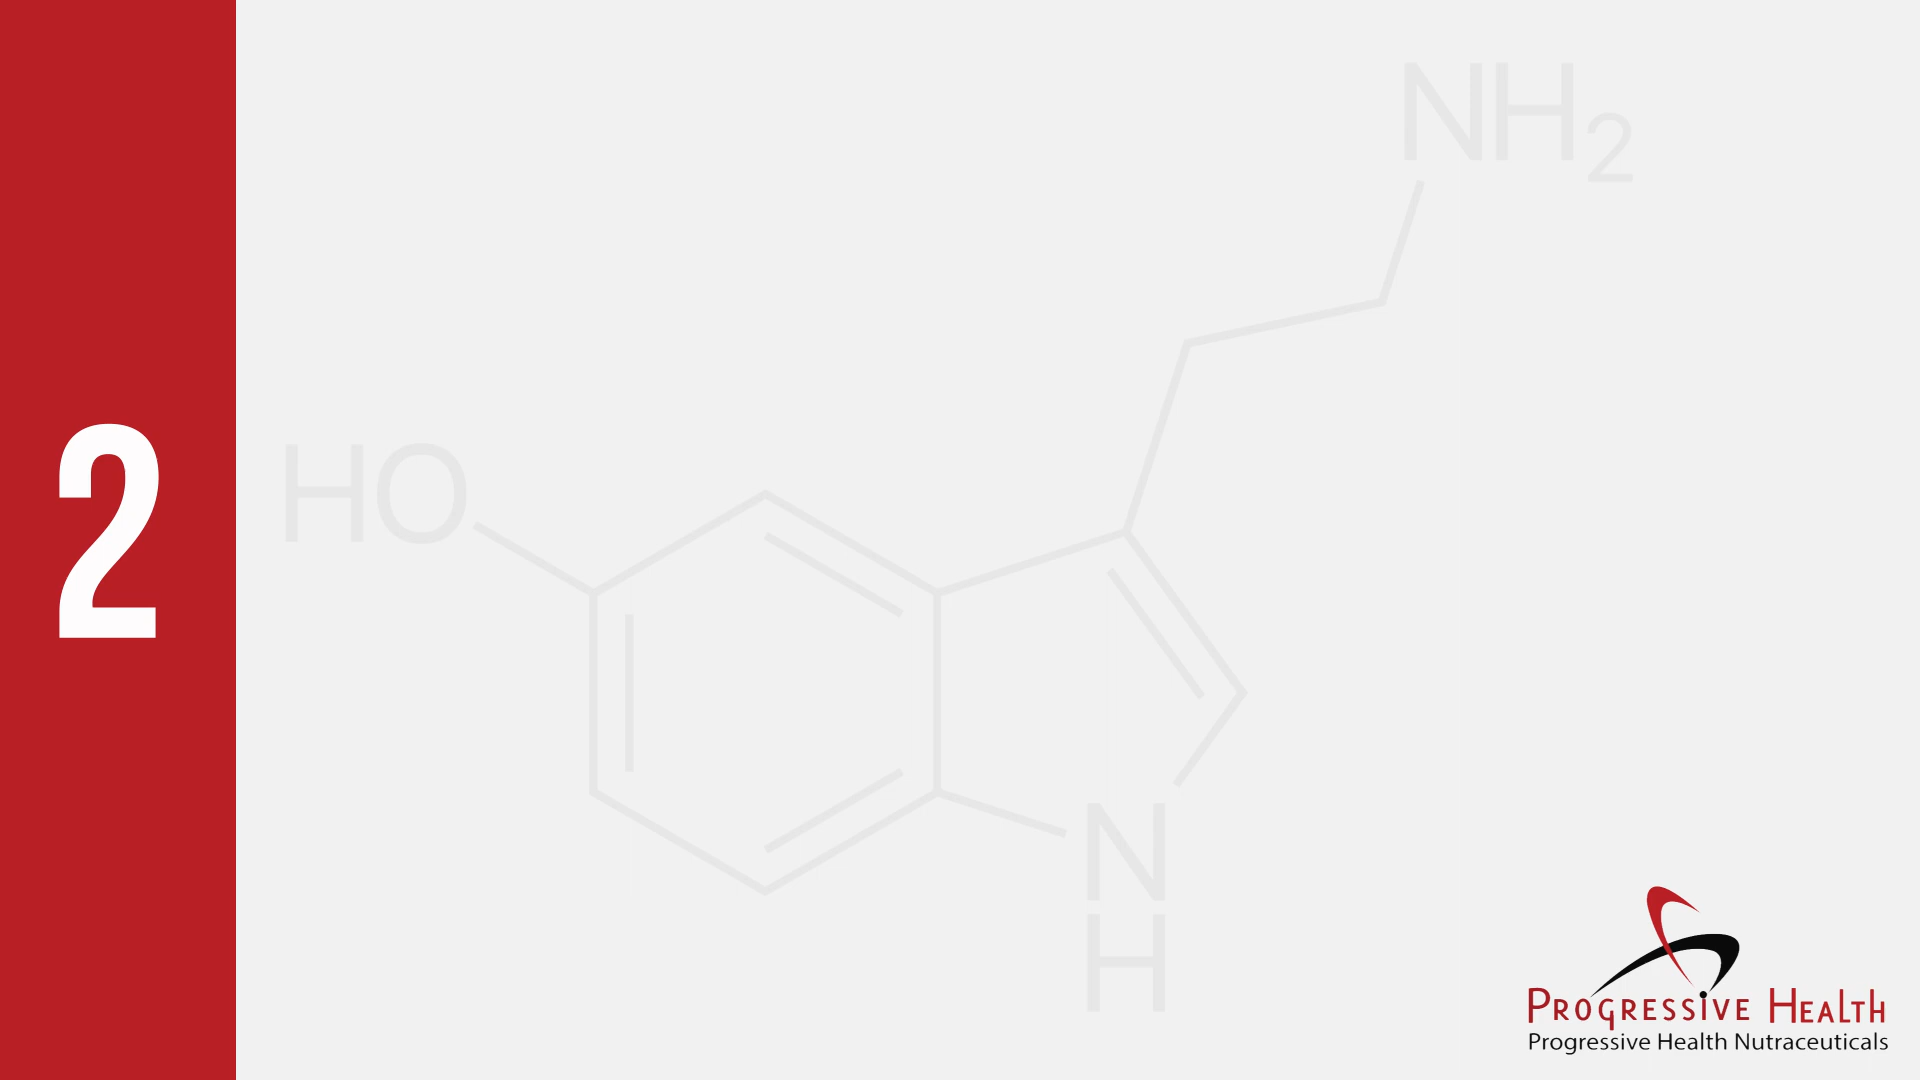 2
NH2
HO
N
H
Progressive Health
Progressive Health Nutraceuticals